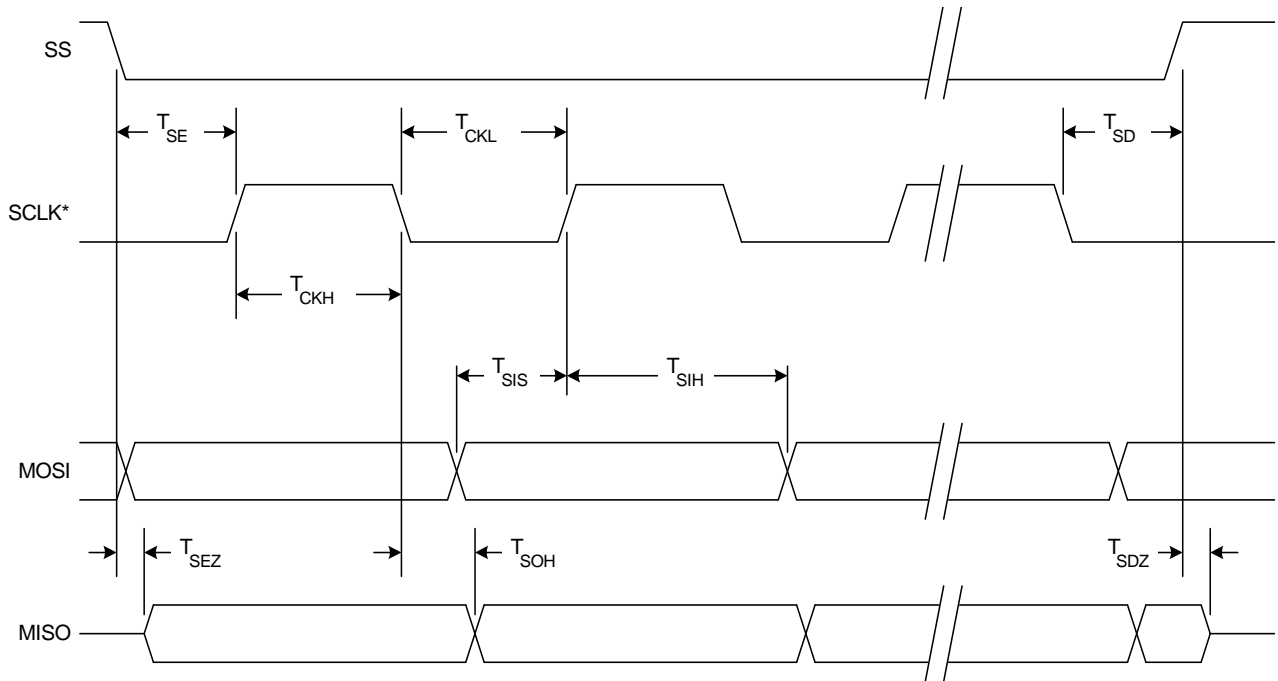 SS
TSE
TCKL
TSD
SCLK*
TCKH
TSIS
TSIH
MOSI
TSEZ
TSOH
TSDZ
MISO